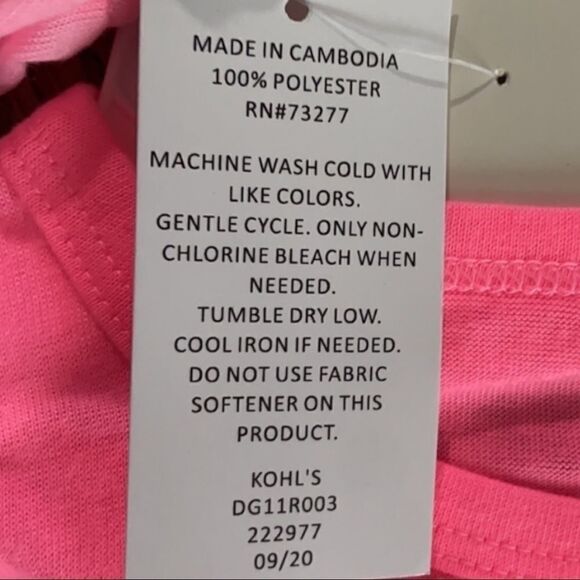 MADE IN CAMBODIA
100% POLYESTER
RN#73277
MACHINE WASH COLD WITH
LIKE COLORS.
GENTLE CYCLE. ONLY NON-
CHLORINE BLEACH WHEN
NEEDED.
TUMBLE DRY LOW.
COOL IRON IF NEEDED.
DO NOT USE FABRIC
SOFTENER ON THIS
PRODUCT.
KOHL'S
DG11R003
222977
09/20